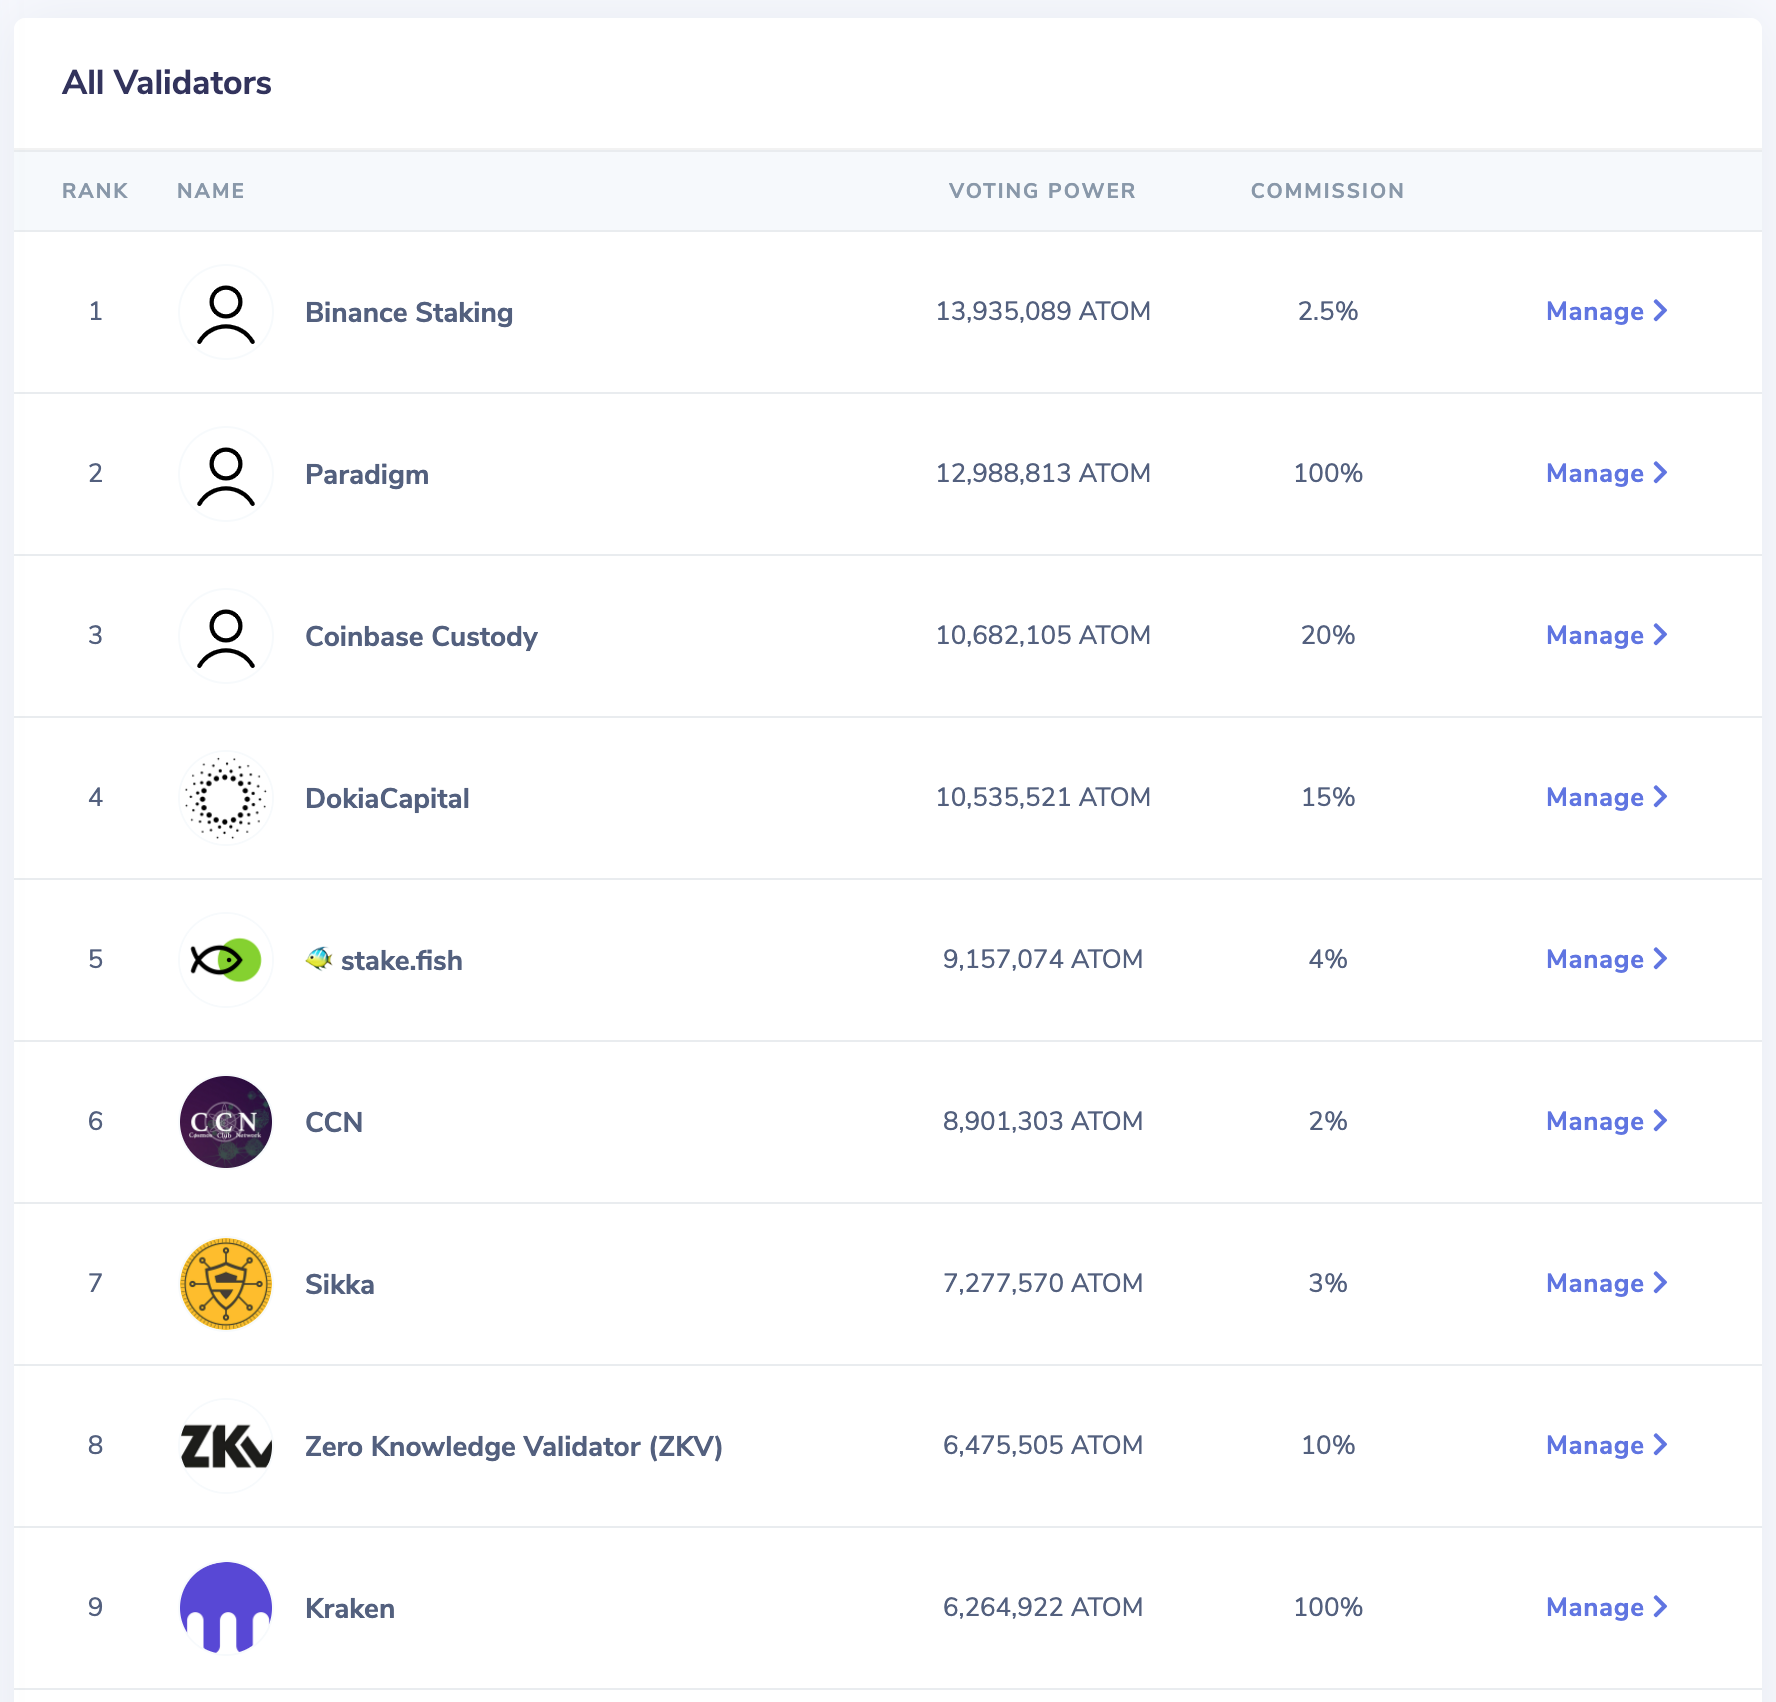 All Validators
RANK NAME VOTING POWER COMMISSION
1 Binance Staking 13,935,089 ATOM 2.5% Manage
2 Paradigm 12,988,813 ATOM 100% Manage
3 Coinbase Custody 10,682,105 ATOM 20% Manage
4 DokiaCapital 10,535,521 ATOM 15% Manage
5 🐠 stake.fish 9,157,074 ATOM 4% Manage
6 CCN Cosmos Club Network CCN 8,901,303 ATOM 2% Manage
7 Sikka 7,277,570 ATOM 3% Manage
8 ZKV Zero Knowledge Validator (ZKV) 6,475,505 ATOM 10% Manage
9 Kraken 6,264,922 ATOM 100% Manage